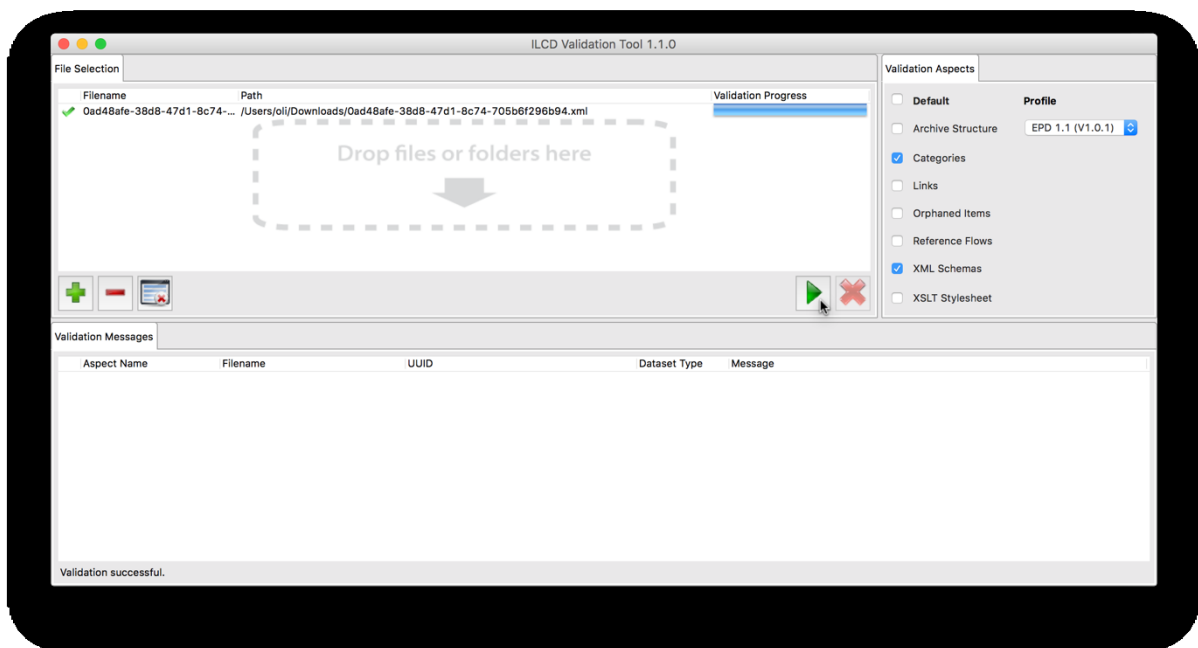 ILCD Validation Tool 1.1.0
File Selection
Filename Path Validation Progress
0ad48afe-38d8-47d1-8c74-... /Users/oli/Downloads/0ad48afe-38d8-47d1-8c74-705b6f296b94.xml
Drop files or folders here
Validation Aspects
Default Profile
Archive Structure EPD 1.1 (V1.0.1)
Categories
Links
Orphaned Items
Reference Flows
XML Schemas
XSLT Stylesheet
Validation Messages
Aspect Name Filename UUID Dataset Type Message
Validation successful.